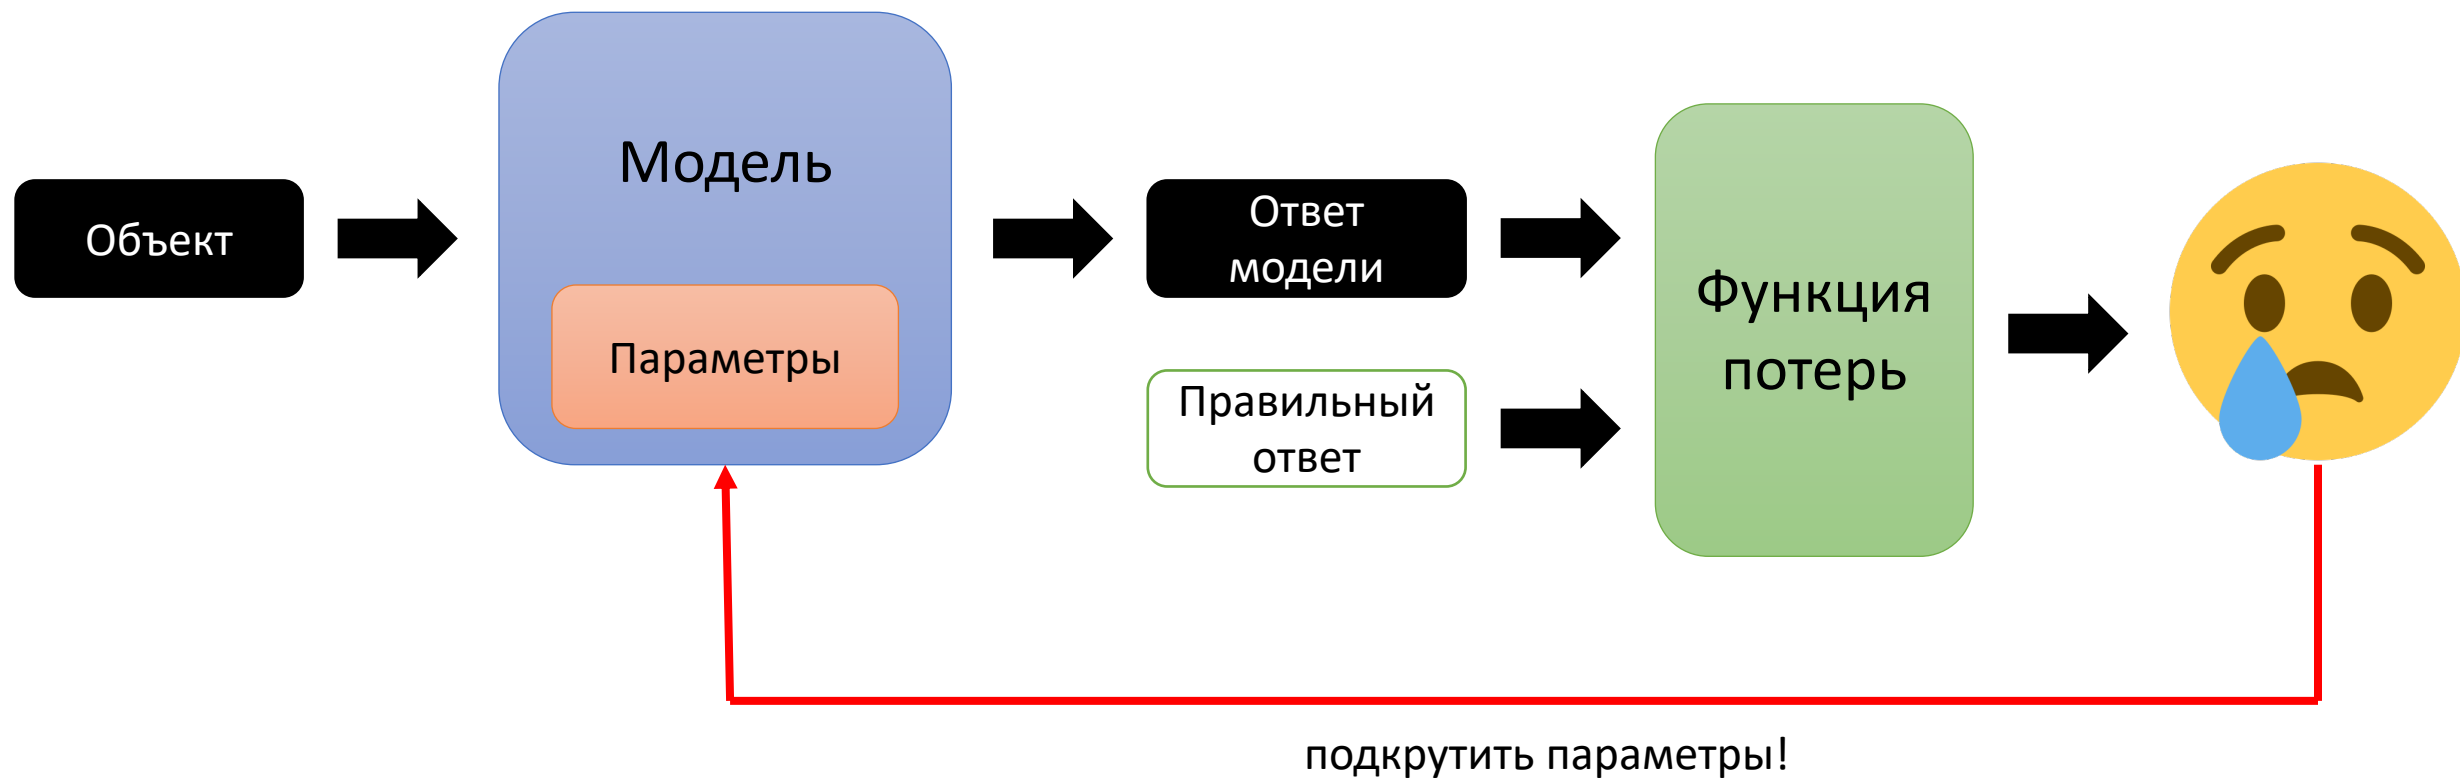 Объект
Модель
Параметры
Ответ
модели
Правильный
ответ
Функция
потерь
подкрутить параметры!